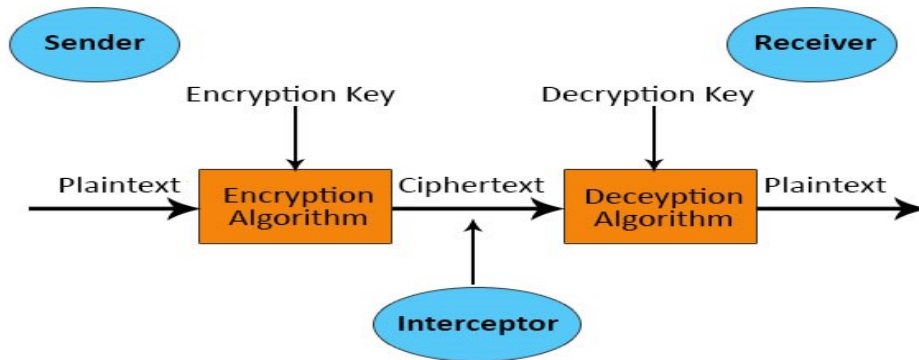 Sender
Receiver
Encryption Key
Decryption Key
Plaintext
Encryption
Algorithm
Ciphertext
Deceyption
Algorithm
Plaintext
Interceptor